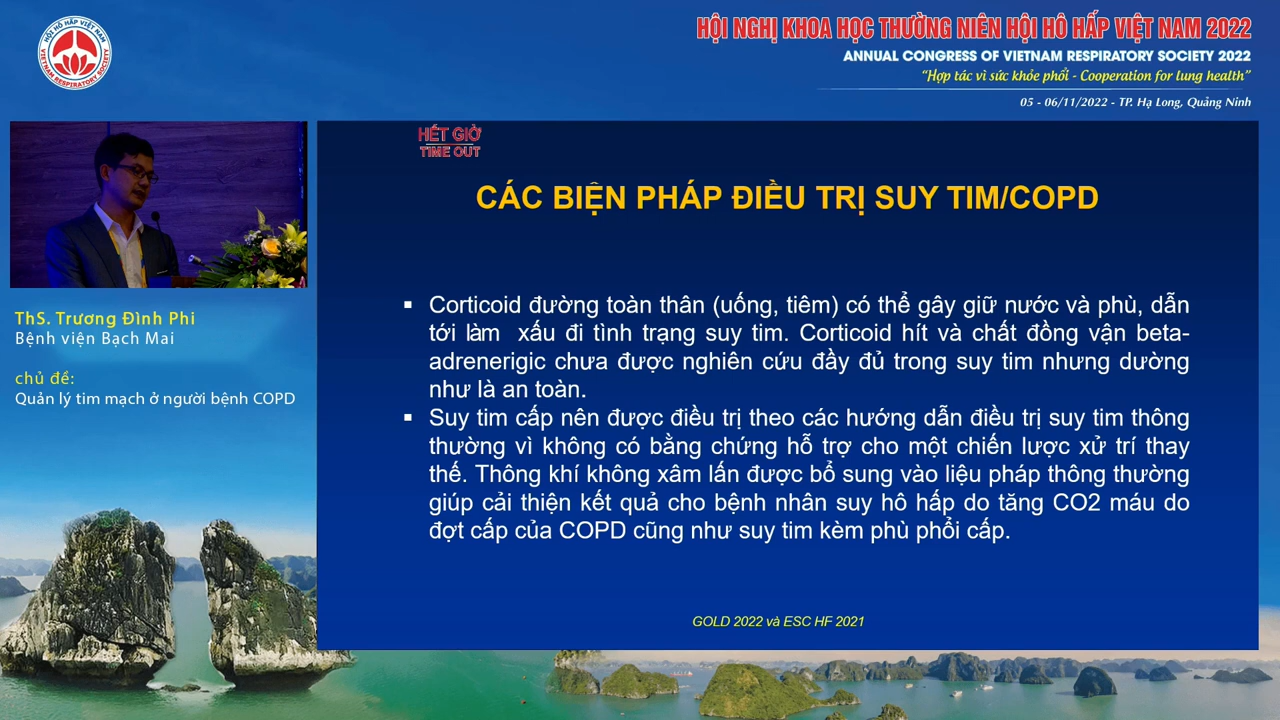 HỘI HÔ HẤP VIỆT NAM
VIETNAM RESPIRATORY SOCIETY
HỘI NGHỊ KHOA HỌC THƯỜNG NIÊN HỘI HÔ HẤP VIỆT NAM 2022
ANNUAL CONGRESS OF VIETNAM RESPIRATORY SOCIETY 2022
“Hợp tác vì sức khỏe phổi - Cooperation for lung health”
05 - 06/11/2022 - TP. Hạ Long, Quảng Ninh
HẾT GIỜ
TIME OUT
CÁC BIỆN PHÁP ĐIỀU TRỊ SUY TIM/COPD
ThS. Trương Đình Phi
Bệnh viện Bạch Mai
chủ đề:
Quản lý tim mạch ở người bệnh COPD
▪ Corticoid đường toàn thân (uống, tiêm) có thể gây giữ nước và phù, dẫn
tới làm xấu đi tình trạng suy tim. Corticoid hít và chất đồng vận beta-
adrenerigic chưa được nghiên cứu đầy đủ trong suy tim nhưng dường
như là an toàn.
▪ Suy tim cấp nên được điều trị theo các hướng dẫn điều trị suy tim thông
thường vì không có bằng chứng hỗ trợ cho một chiến lược xử trí thay
thế. Thông khí không xâm lấn được bổ sung vào liệu pháp thông thường
giúp cải thiện kết quả cho bệnh nhân suy hô hấp do tăng CO2 máu do
đợt cấp của COPD cũng như suy tim kèm phù phổi cấp.
GOLD 2022 và ESC HF 2021